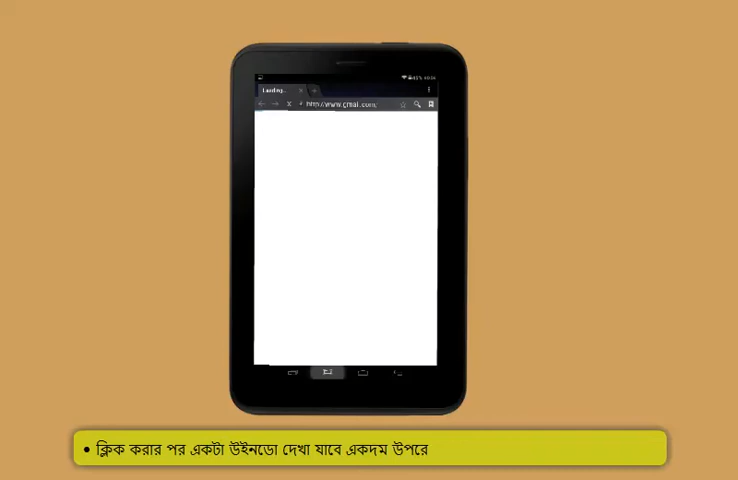 Loading...
http://www.gmail.com/
• ক্লিক করার পর একটা উইনডো দেখা যাবে একদম উপরে